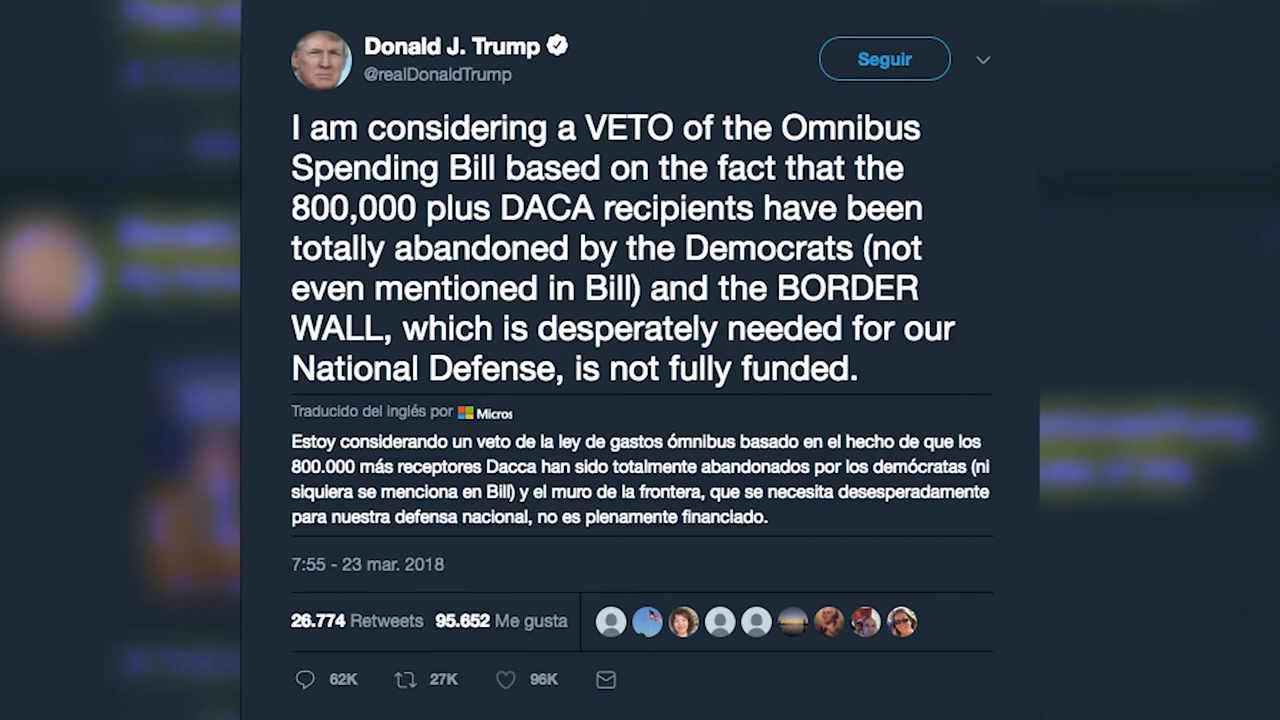 Donald J. Trump
@realDonaldTrump
Seguir
I am considering a VETO of the Omnibus
Spending Bill based on the fact that the
800,000 plus DACA recipients have been
totally abandoned by the Democrats (not
even mentioned in Bill) and the BORDER
WALL, which is desperately needed for our
National Defense, is not fully funded.
Traducido del inglés por Micros
Estoy considerando un veto de la ley de gastos ómnibus basado en el hecho de que los
800.000 más receptores Dacca han sido totalmente abandonados por los demócratas (ni
siquiera se menciona en Bill) y el muro de la frontera, que se necesita desesperadamente
para nuestra defensa nacional, no es plenamente financiado.
7:55 - 23 mar. 2018
26.774 Retweets 95.652 Me gusta
62K 27K 96K